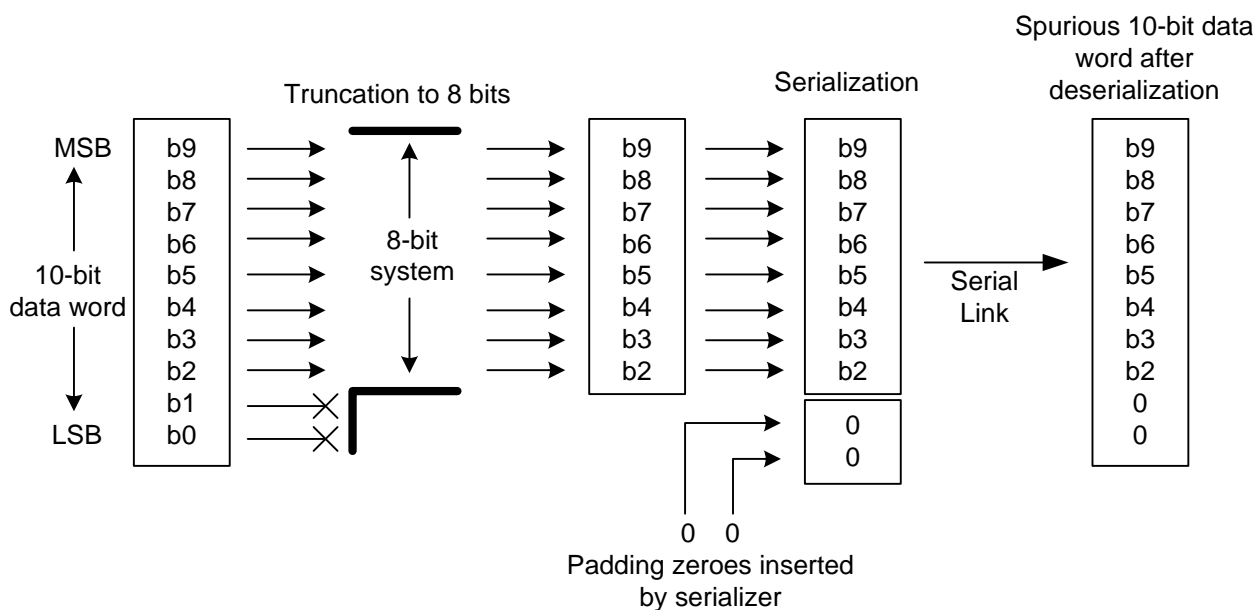 Spurious 10-bit data
word after
deserialization
Serialization
Truncation to 8 bits
MSB
10-bit
data word
LSB
b9
b8
b7
b6
b5
b4
b3
b2
b1
b0
8-bit
system
b9
b8
b7
b6
b5
b4
b3
b2
b9
b8
b7
b6
b5
b4
b3
b2
0
0
Serial
Link
b9
b8
b7
b6
b5
b4
b3
b2
0
0
0 0
Padding zeroes inserted
by serializer